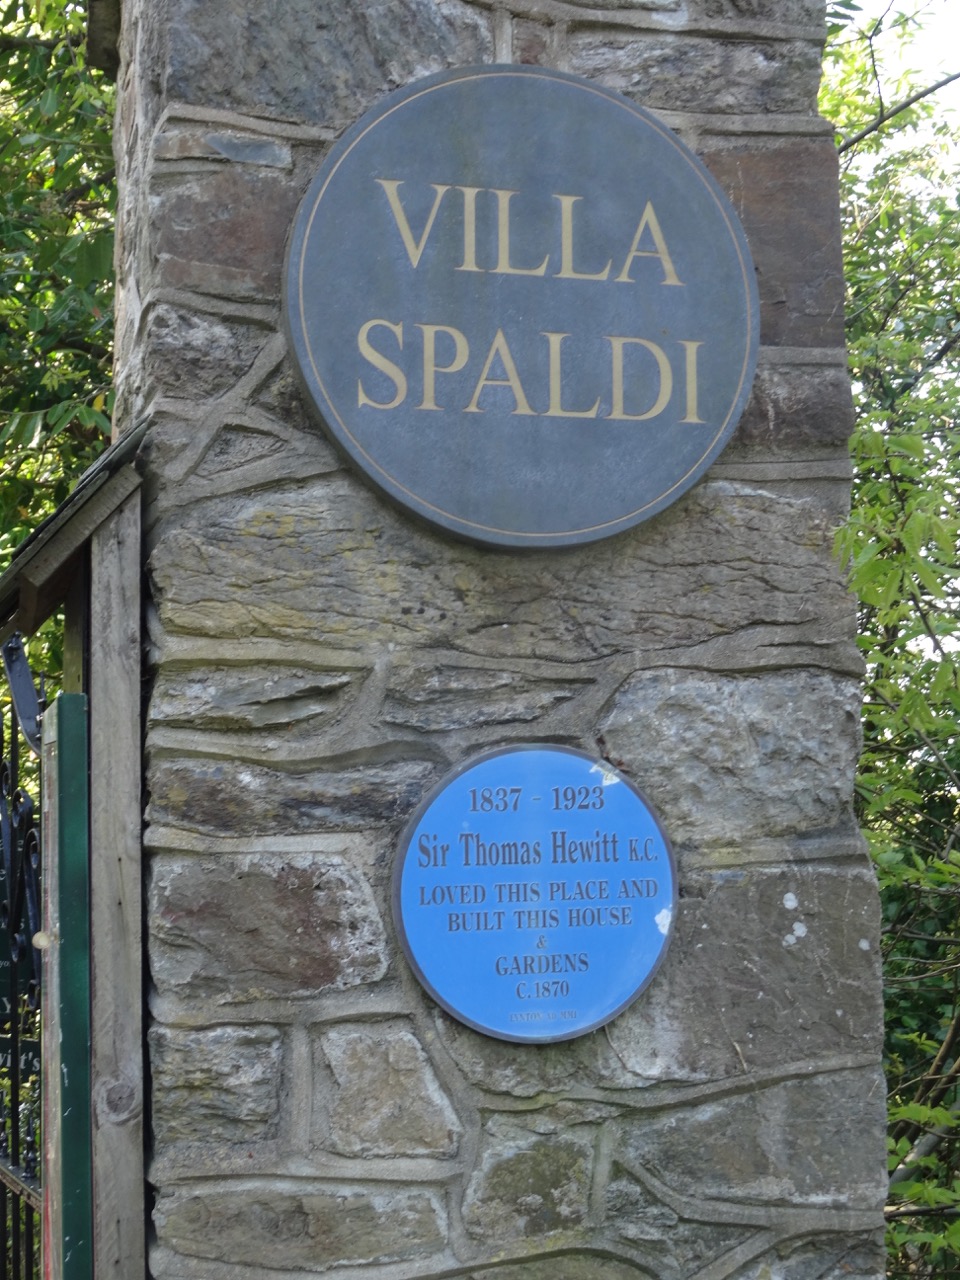 VILLA
SPALDI
1837 - 1923
Sir Thomas Hewitt K.C.
LOVED THIS PLACE AND
BUILT THIS HOUSE
&
GARDENS
C.1870